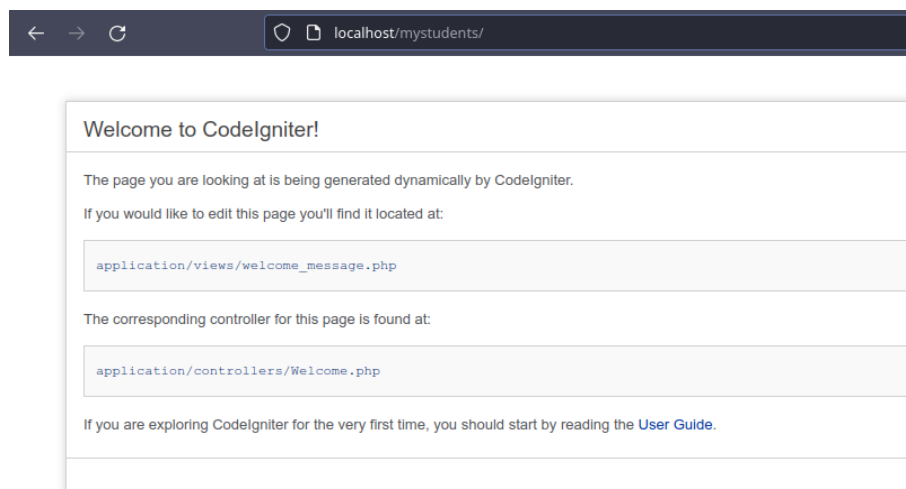 localhost/mystudents/
Welcome to CodeIgniter!
The page you are looking at is being generated dynamically by CodeIgniter.
If you would like to edit this page you'll find it located at:
application/views/welcome_message.php
The corresponding controller for this page is found at:
application/controllers/Welcome.php
If you are exploring CodeIgniter for the very first time, you should start by reading the User Guide.